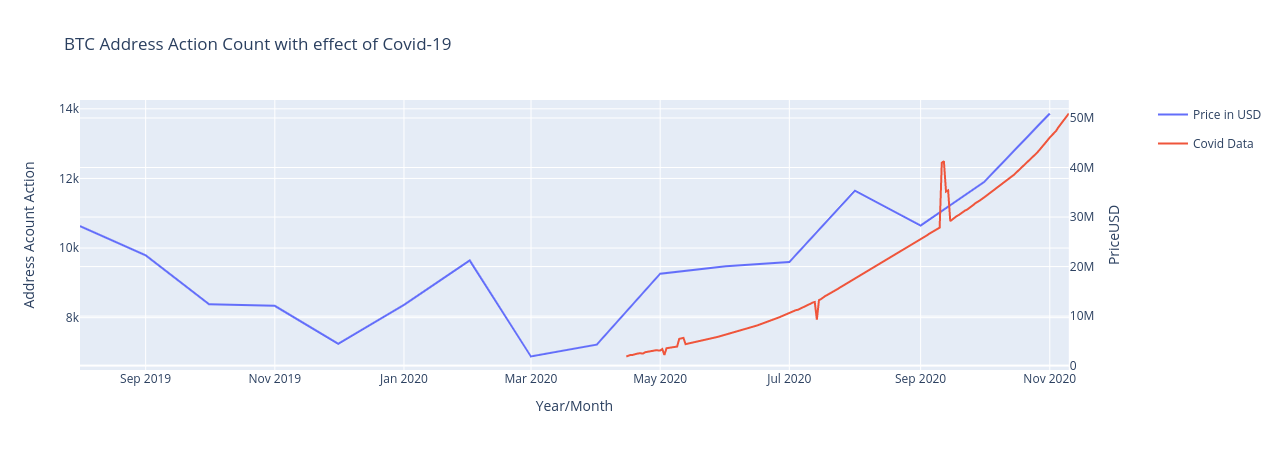 BTC Address Action Count with effect of Covid-19
14k
12k
10k
8k
Address Acount Action
50M
40M
30M
20M
10M
0
PriceUSD
Sep 2019
Nov 2019
Jan 2020
Mar 2020
May 2020
Jul 2020
Sep 2020
Nov 2020
Year/Month
Price in USD
Covid Data